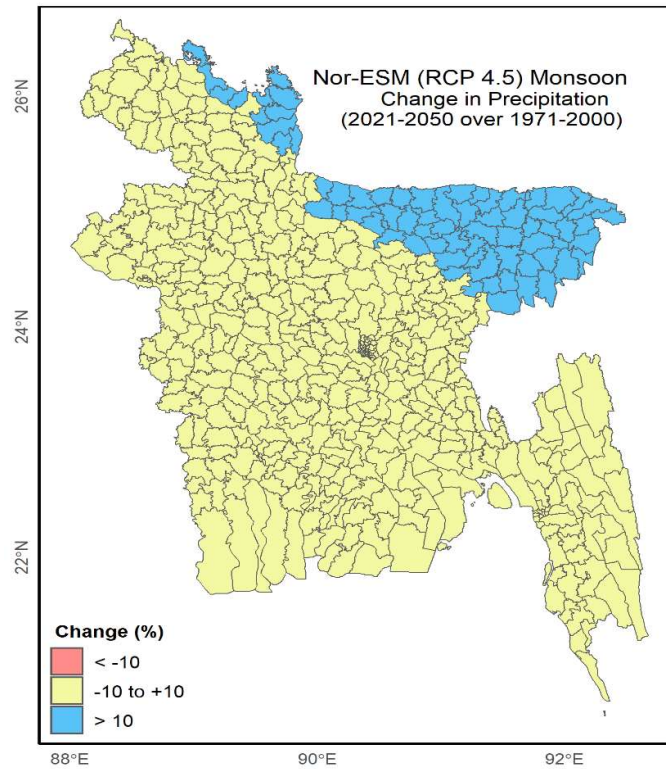 Nor-ESM (RCP 4.5) Monsoon
Change in Precipitation
(2021-2050 over 1971-2000)
26°N
24°N
22°N
Change (%)
< -10
-10 to +10
> 10
88°E
90°E
92°E